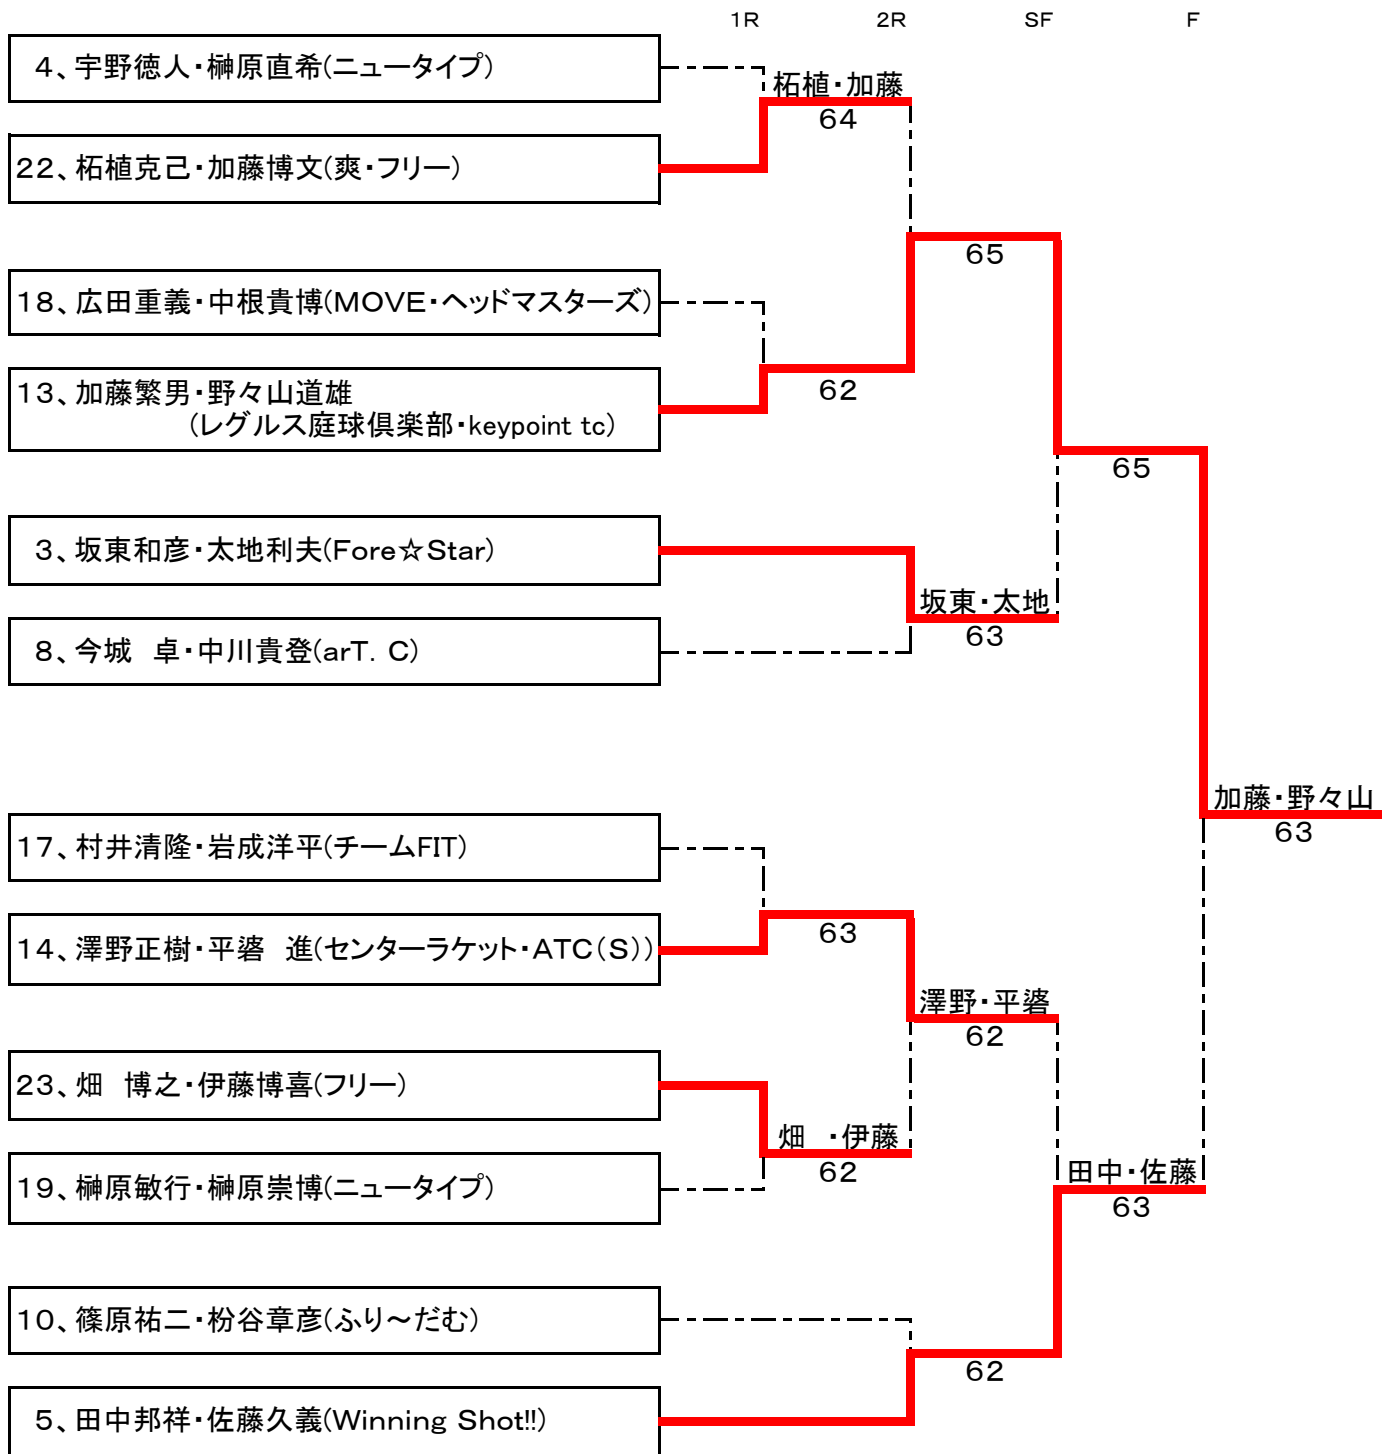 1R 2R SF F
4、宇野徳人・榊原直希(ニュータイプ)
柘植・加藤
64
22、柘植克己・加藤博文(爽・フリー)
65
18、広田重義・中根貴博(MOVE・ヘッドマスターズ)
62
13、加藤繁男・野々山道雄
(レグルス庭球倶楽部・keypoint tc)
65
3、坂東和彦・太地利夫(Fore☆Star)
坂東・太地
63
8、今城　卓・中川貴登(arT. C)
加藤・野々山
63
17、村井清隆・岩成洋平(チームFIT)
63
14、澤野正樹・平簭　進(センターラケット・ATC(S))
澤野・平簭
62
23、畑　博之・伊藤博喜(フリー)
畑　・伊藤
62
19、榊原敏行・榊原崇博(ニュータイプ)
田中・佐藤
63
10、篠原祐二・枌谷章彦(ふり～だむ)
62
5、田中邦祥・佐藤久義(Winning Shot!!)